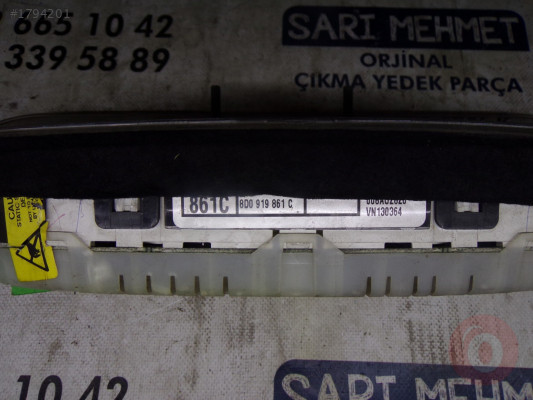 #1794201
665 10 42
339 58 89
SARI MEHMET
ORJİNAL
ÇIKMA YEDEK PARÇA
861C
8D0 919 861 C
VN130364
10 42
SARI MEHMET